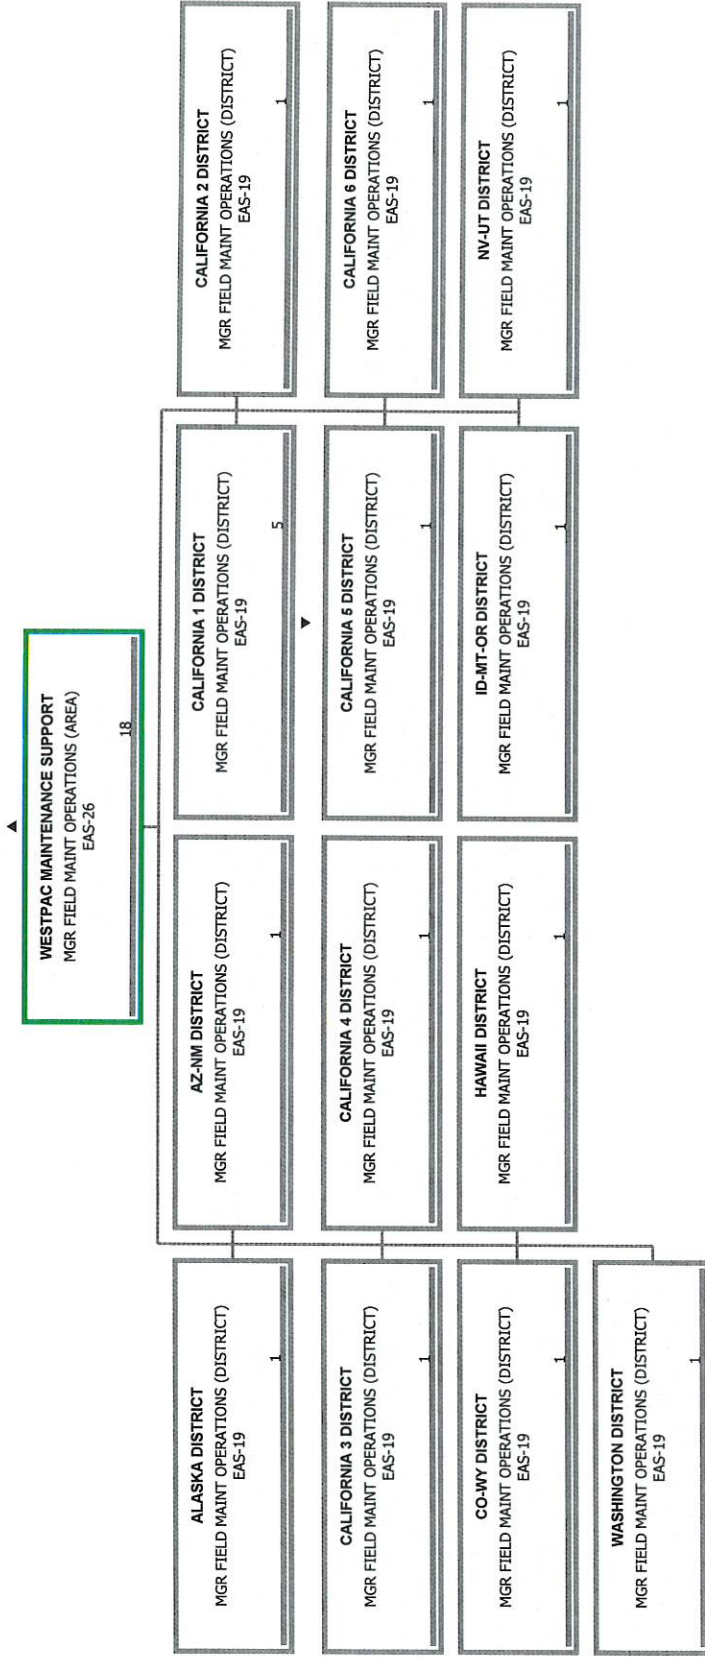 WESTPAC MAINTENANCE SUPPORT
MGR FIELD MAINT OPERATIONS (AREA)
EAS-26
18
ALASKA DISTRICT
MGR FIELD MAINT OPERATIONS (DISTRICT)
EAS-19
1
AZ-NM DISTRICT
MGR FIELD MAINT OPERATIONS (DISTRICT)
EAS-19
1
CALIFORNIA 1 DISTRICT
MGR FIELD MAINT OPERATIONS (DISTRICT)
EAS-19
5
CALIFORNIA 2 DISTRICT
MGR FIELD MAINT OPERATIONS (DISTRICT)
EAS-19
1
CALIFORNIA 3 DISTRICT
MGR FIELD MAINT OPERATIONS (DISTRICT)
EAS-19
1
CALIFORNIA 4 DISTRICT
MGR FIELD MAINT OPERATIONS (DISTRICT)
EAS-19
1
CALIFORNIA 5 DISTRICT
MGR FIELD MAINT OPERATIONS (DISTRICT)
EAS-19
1
CALIFORNIA 6 DISTRICT
MGR FIELD MAINT OPERATIONS (DISTRICT)
EAS-19
1
CO-WY DISTRICT
MGR FIELD MAINT OPERATIONS (DISTRICT)
EAS-19
1
HAWAII DISTRICT
MGR FIELD MAINT OPERATIONS (DISTRICT)
EAS-19
1
ID-MT-OR DISTRICT
MGR FIELD MAINT OPERATIONS (DISTRICT)
EAS-19
1
NV-UT DISTRICT
MGR FIELD MAINT OPERATIONS (DISTRICT)
EAS-19
1
WASHINGTON DISTRICT
MGR FIELD MAINT OPERATIONS (DISTRICT)
EAS-19
1